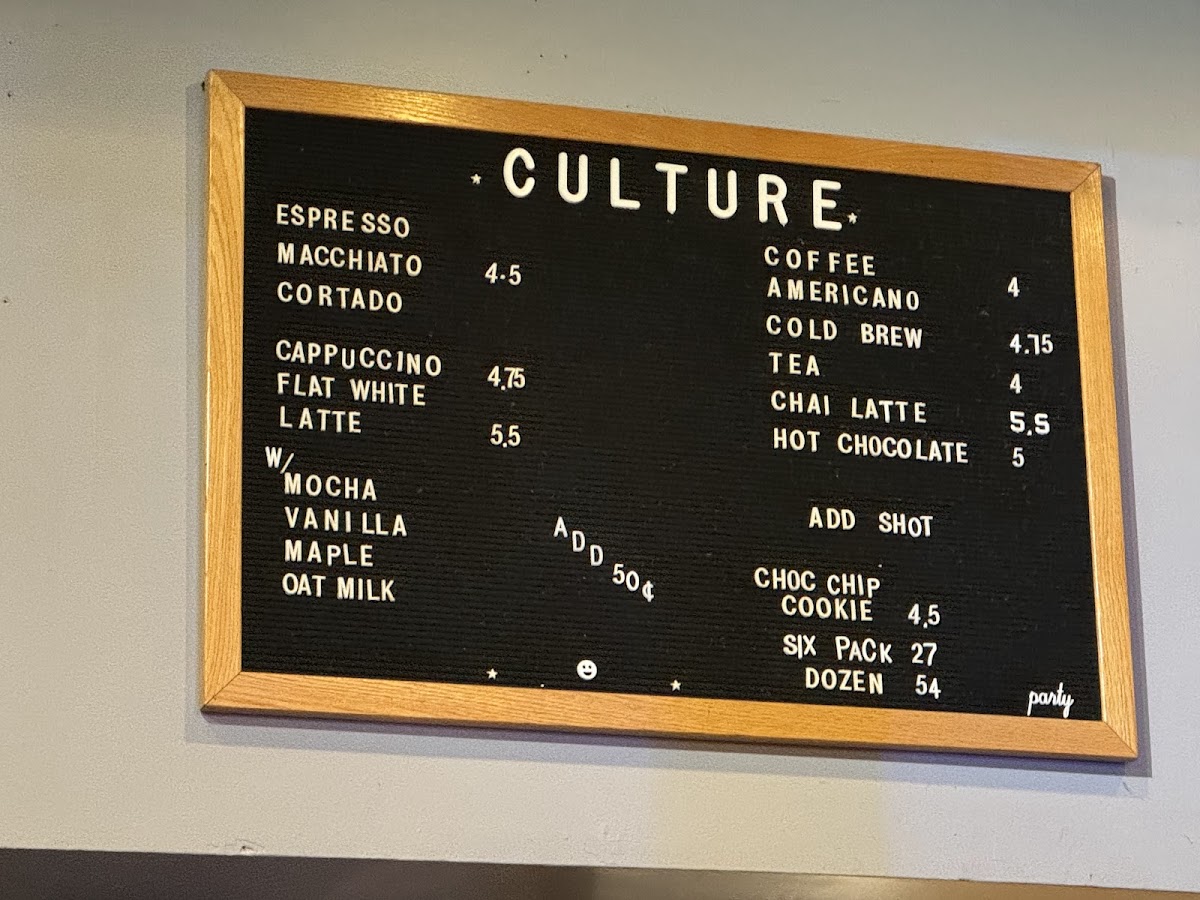 CULTURE
ESPRESSO
MACCHIATO 4.5
CORTADO
CAPPUCCINO 4.75
FLAT WHITE
LATTE 5.5
W/
MOCHA
VANILLA
MAPLE
OAT MILK
ADD 50¢
COFFEE 4
AMERICANO
COLD BREW 4.75
TEA 4
CHAI LATTE 5.5
HOT CHOCOLATE 5
ADD SHOT
CHOC CHIP
COOKIE 4.5
SIX PACK 27
DOZEN 54
party